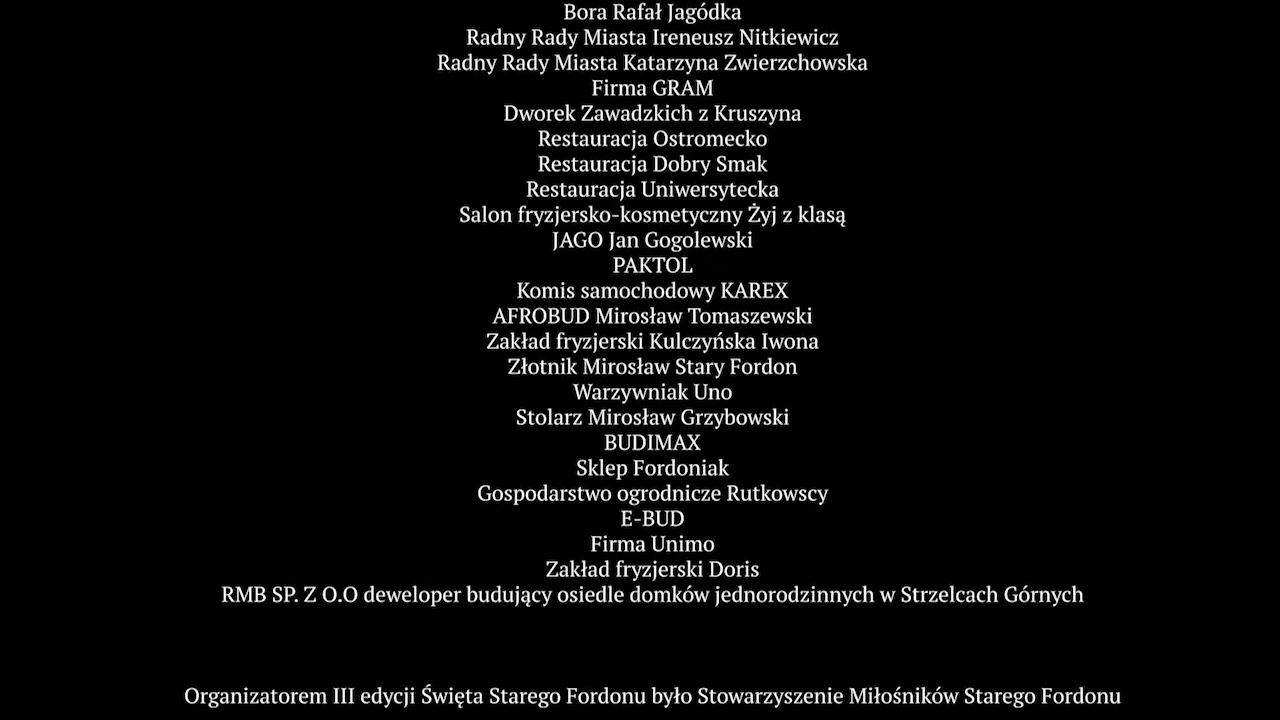 Bora Rafał Jagódka
Radny Rady Miasta Ireneusz Nitkiewicz
Radny Rady Miasta Katarzyna Zwierzchowska
Firma GRAM
Dworek Zawadzkich z Kruszyna
Restauracja Ostromecko
Restauracja Dobry Smak
Restauracja Uniwersytecka
Salon fryzjersko-kosmetyczny Żyj z klasą
JAGO Jan Gogolewski
PAKTOL
Komis samochodowy KAREX
AFROBUD Mirosław Tomaszewski
Zakład fryzjerski Kulczyńska Iwona
Złotnik Mirosław Stary Fordon
Warzywniak Uno
Stolarz Mirosław Grzybowski
BUDIMAX
Sklep Fordoniak
Gospodarstwo ogrodnicze Rutkowscy
E-BUD
Firma Unimo
Zakład fryzjerski Doris
RMB SP. Z O.O deweloper budujący osiedle domków jednorodzinnych w Strzelcach Górnych
Organizatorem III edycji Święta Starego Fordonu było Stowarzyszenie Miłośników Starego Fordonu